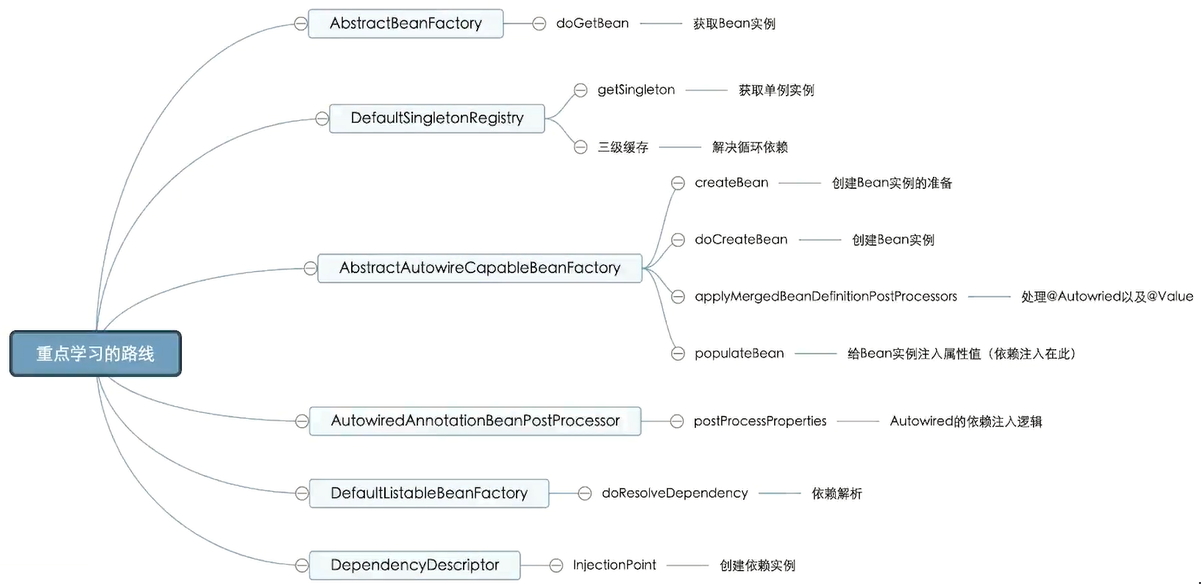 AbstractBeanFactory doGetBean 获取Bean实例
getSingleton 获取单例实例
DefaultSingletonRegistry
三级缓存 解决循环依赖
createBean 创建Bean实例的准备
doCreateBean 创建Bean实例
AbstractAutowireCapableBeanFactory
applyMergedBeanDefinitionPostProcessors 处理@Autowried以及@Value
重点学习的路线
populateBean 给Bean实例注入属性值（依赖注入在此）
AutowiredAnnotationBeanPostProcessor postProcessProperties Autowired的依赖注入逻辑
DefaultListableBeanFactory doResolveDependency 依赖解析
DependencyDescriptor InjectionPoint 创建依赖实例